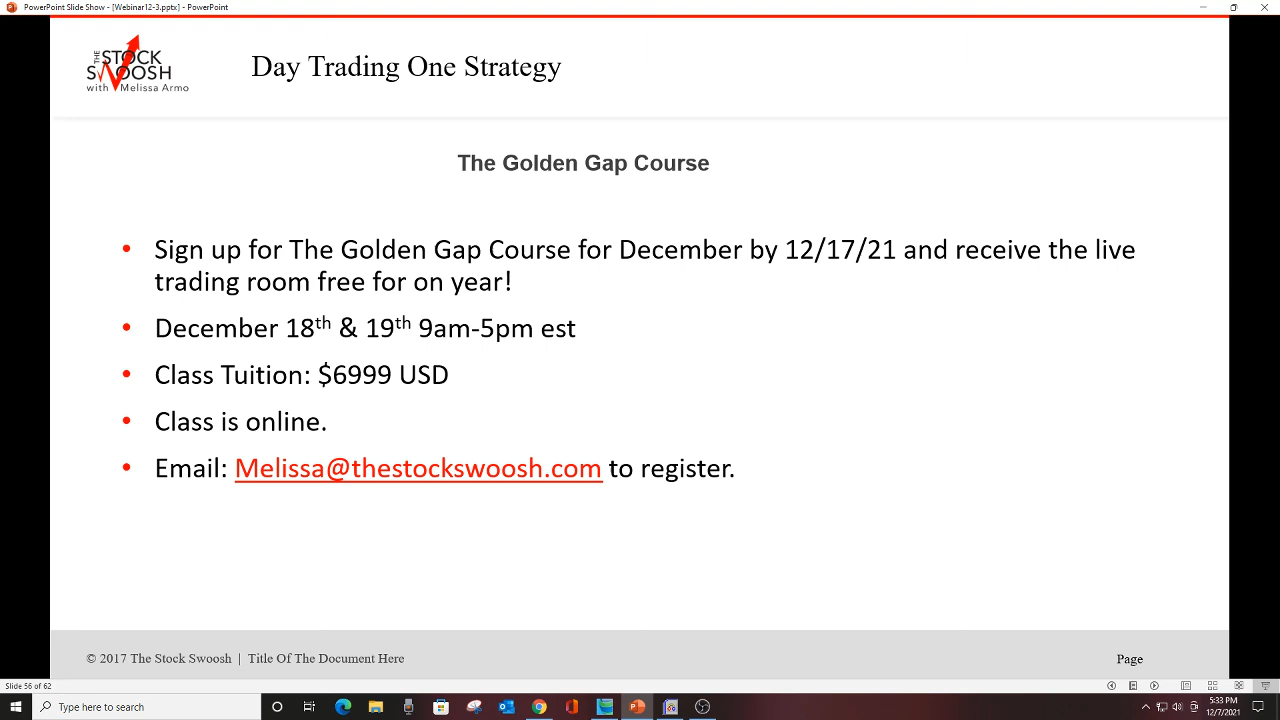 PowerPoint Slide Show - [Webinar12-3.pptx] - PowerPoint
THE
STOCK
SWOOSH
with Melissa Armo
Day Trading One Strategy
The Golden Gap Course
• Sign up for The Golden Gap Course for December by 12/17/21 and receive the live
trading room free for on year!
• December 18th & 19th 9am-5pm est
• Class Tuition: $6999 USD
• Class is online.
• Email: Melissa@thestockswoosh.com to register.
© 2017 The Stock Swoosh | Title Of The Document Here
Page
Slide 56 of 62
Type here to search
5:33 PM
12/7/2021